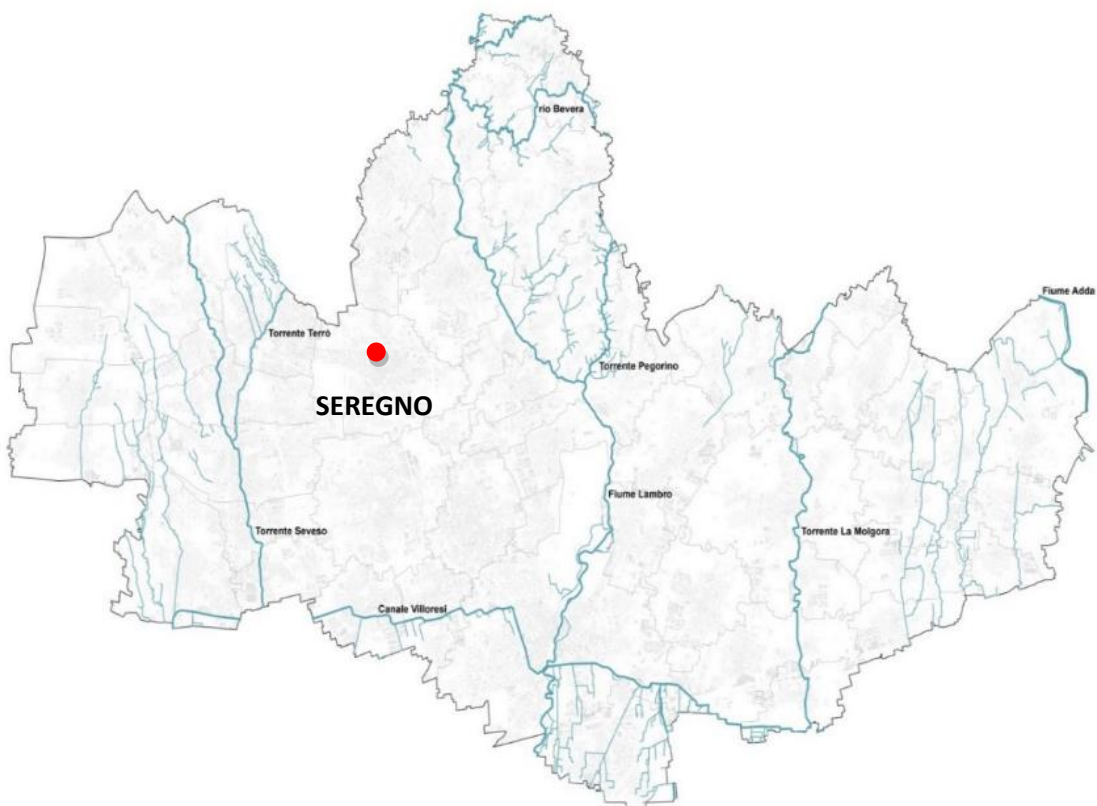 rio Bevera
Fiume Adda
Torrente Terrò
Torrente Pegorino
SEREGNO
Fiume Lambro
Torrente Seveso
Torrente La Molgora
Canale Villoresi